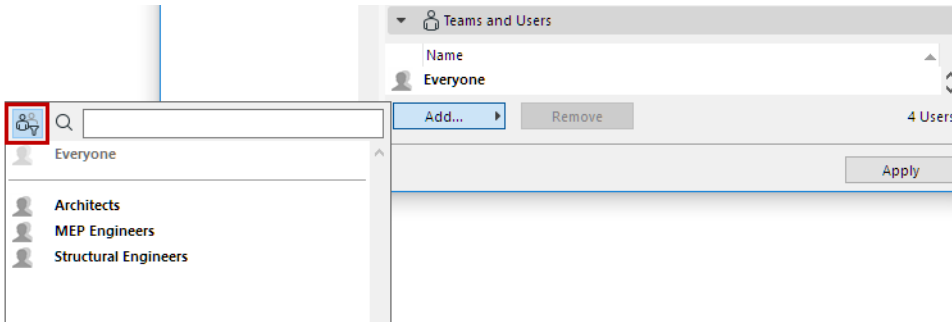 Teams and Users
Name
Everyone
Add...
Remove
4 Users
Apply
Everyone
Architects
MEP Engineers
Structural Engineers